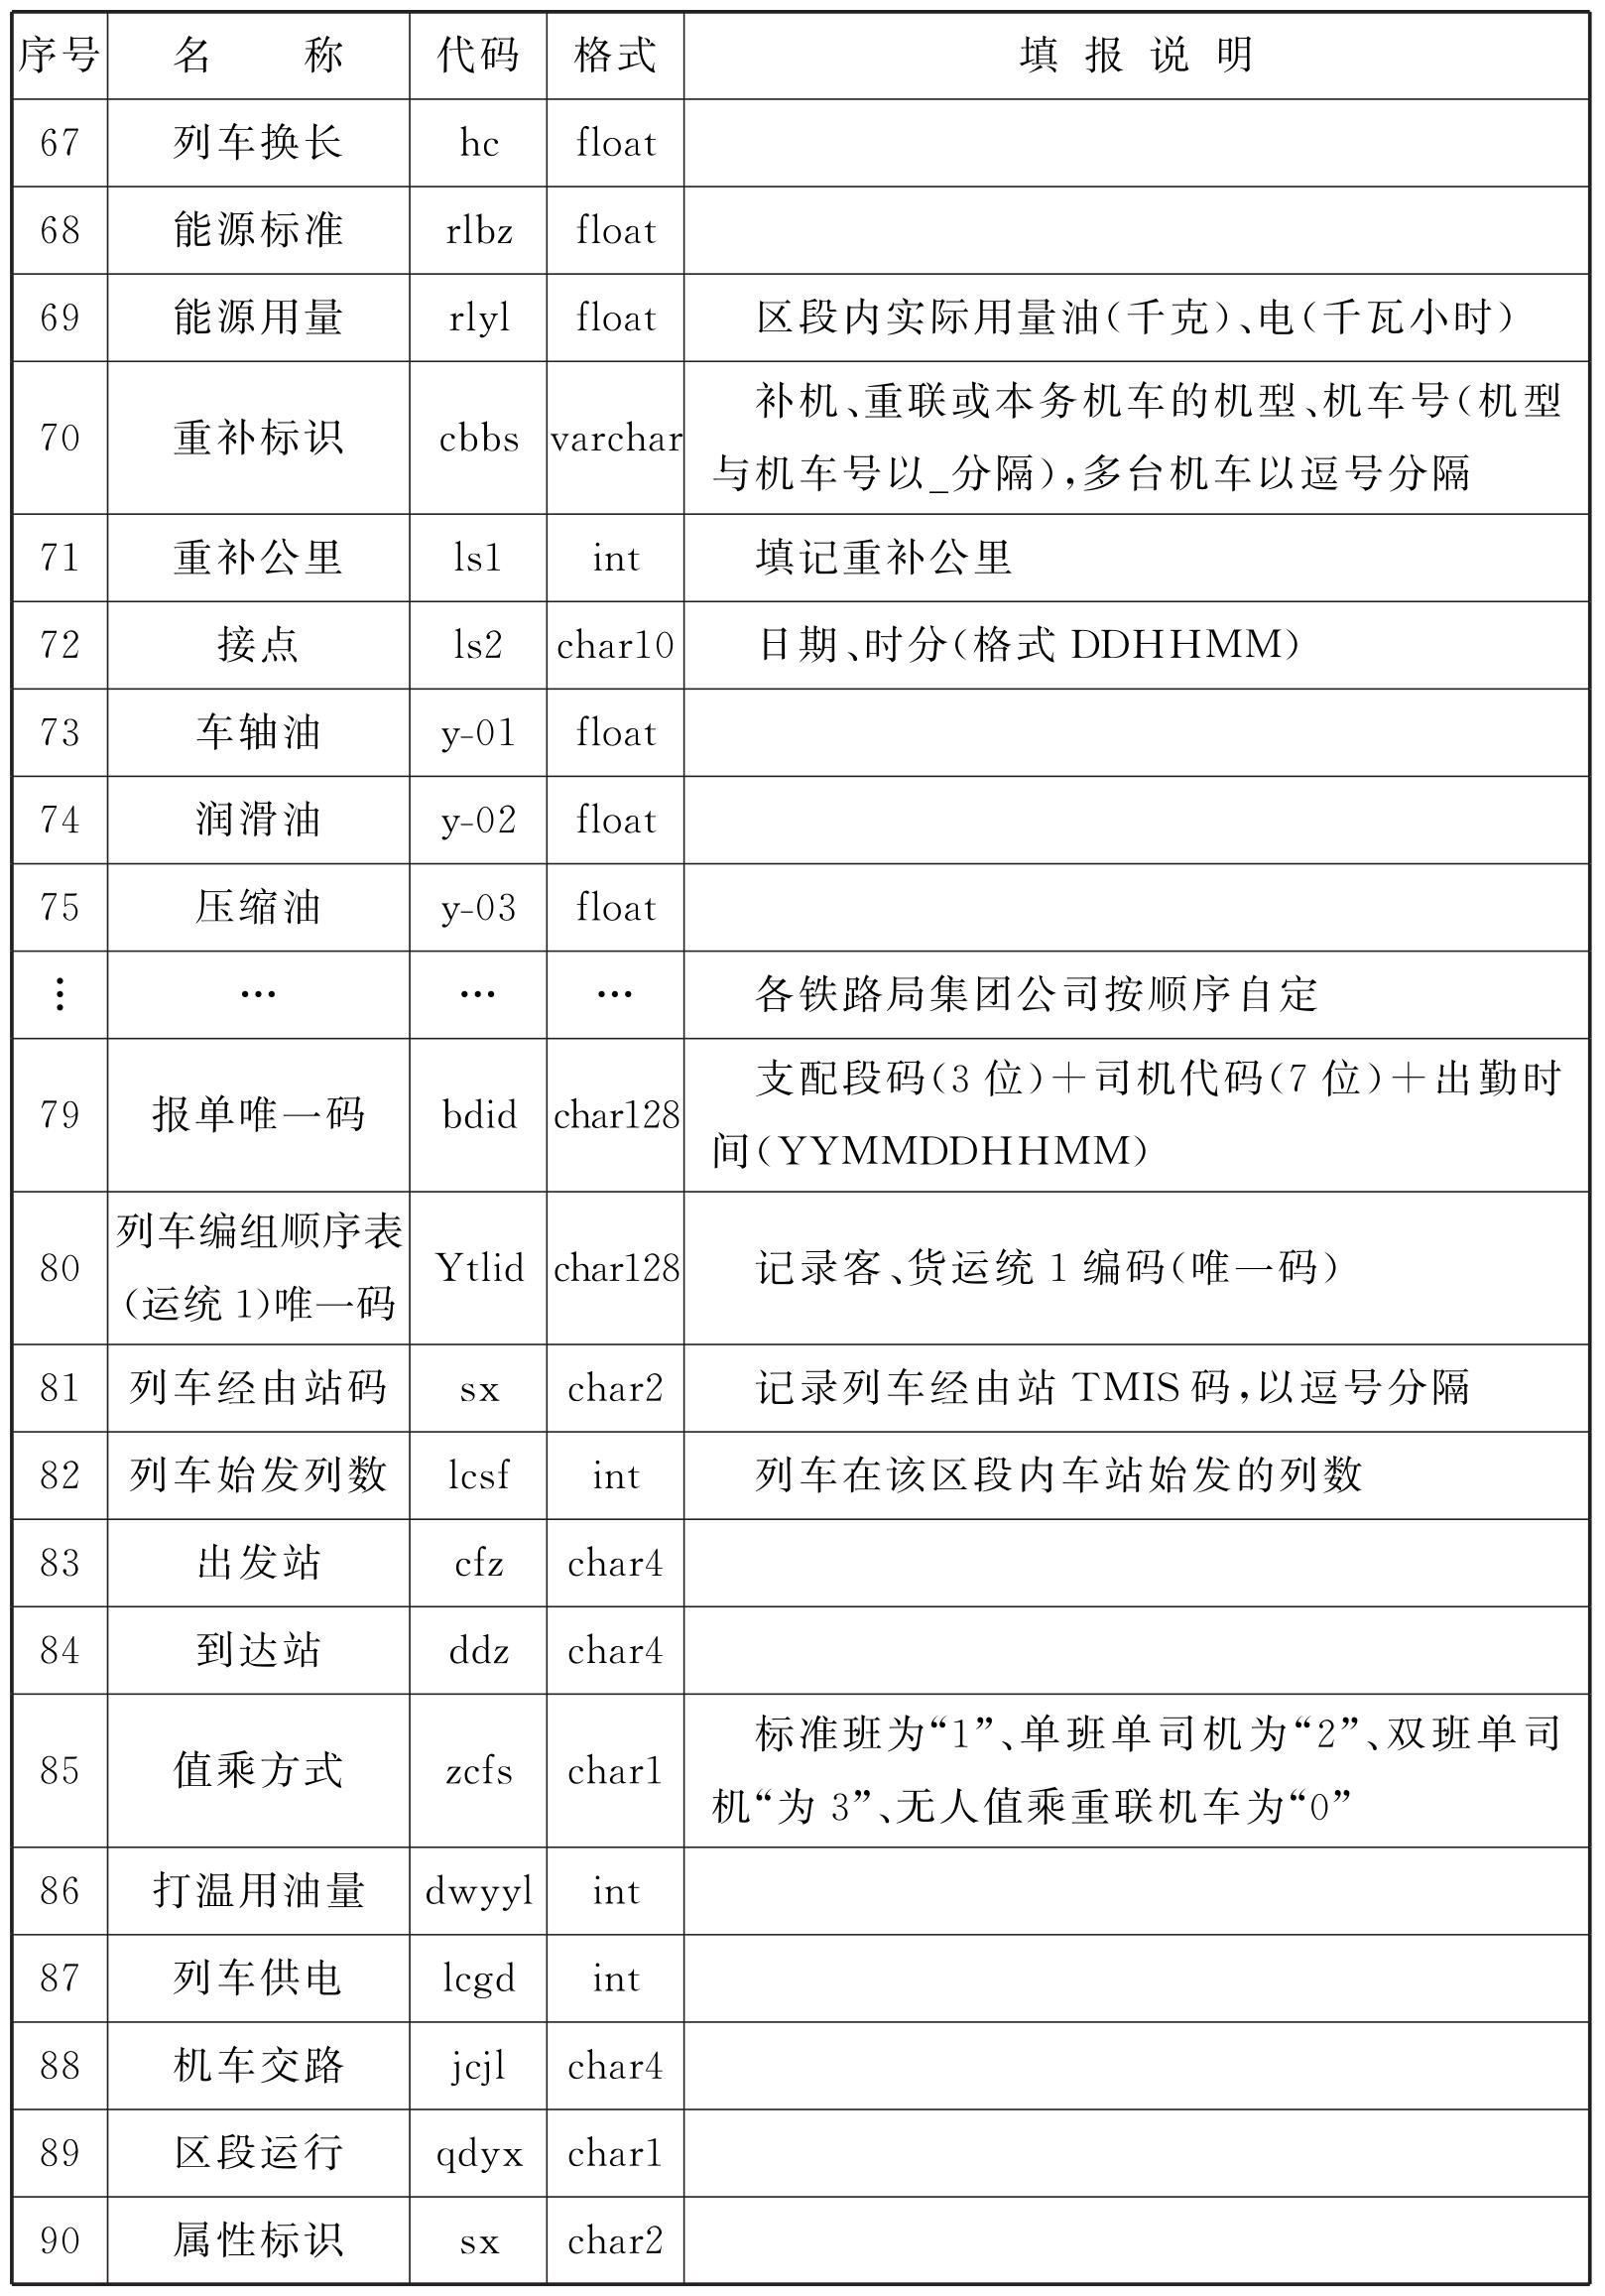 序号 名 称 代码 格式 填 报 说 明
67 列车换长 hc float
68 能源标准 rlbz float
69 能源用量 rlyl float 区段内实际用量油(千克)、电(千瓦小时)
70 重补标识 cbbs varchar 补机、重联或本务机车的机型、机车号(机型
与机车号以_分隔),多台机车以逗号分隔
71 重补公里 ls1 int 填记重补公里
72 接点 ls2 char10 日期、时分(格式 DDHHMM)
73 车轴油 y-01 float
74 润滑油 y-02 float
75 压缩油 y-03 float
⋮ … … … 各铁路局集团公司按顺序自定
79 报单唯一码 bdid char128 支配段码(3 位)+司机代码(7 位)+出勤时
间(YYMMDDHHMM)
80 列车编组顺序表
(运统 1)唯一码 Ytlid char128 记录客、货运统 1 编码(唯一码)
81 列车经由站码 sx char2 记录列车经由站 TMIS 码,以逗号分隔
82 列车始发列数 lcsf int 列车在该区段内车站始发的列数
83 出发站 cfz char4
84 到达站 ddz char4
85 值乘方式 zcfs char1 标准班为“1”、单班单司机为“2”、双班单司
机“为 3”、无人值乘重联机车为“0”
86 打温用油量 dwyyl int
87 列车供电 lcgd int
88 机车交路 jcjl char4
89 区段运行 qdyx char1
90 属性标识 sx char2